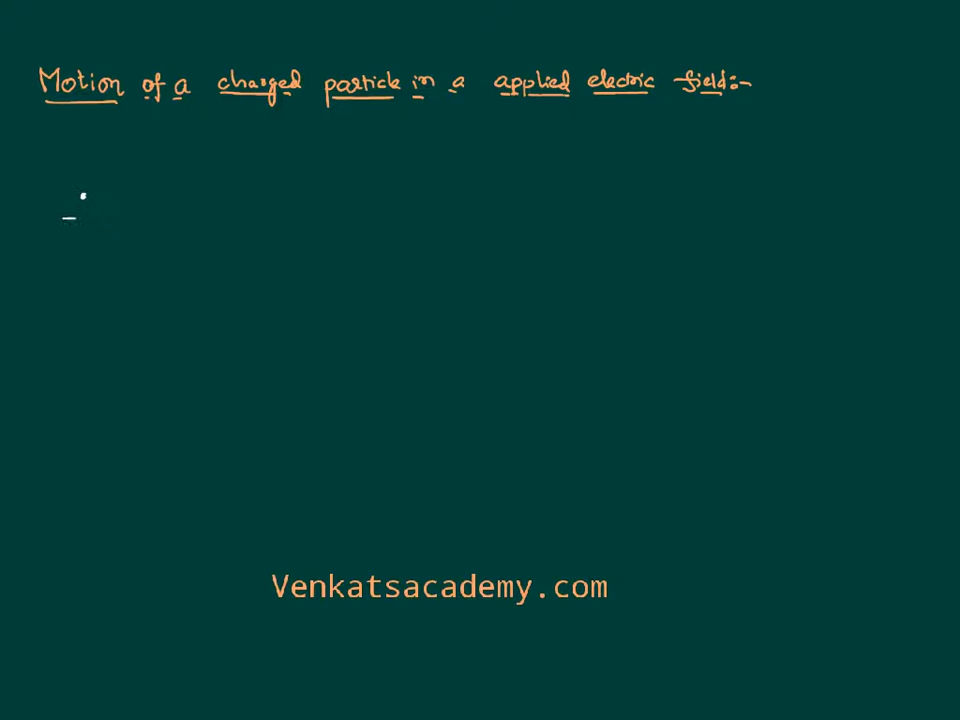 Motion of a charged particle in a applied electric field:-
Venkatsacademy.com